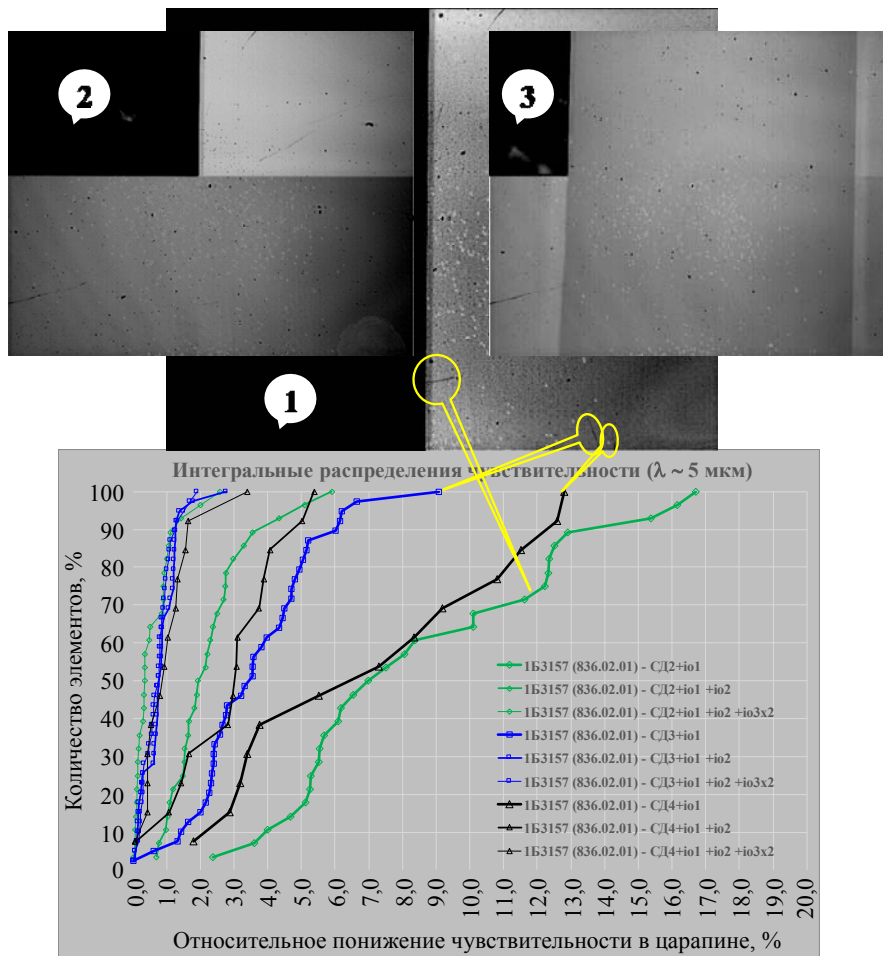 2
3
1
Интегральные распределения чувствительности (λ ~ 5 мкм)
Количество элементов, %
100
90
80
70
60
50
40
30
20
10
0
1Б3157 (836.02.01) - СД2+io1
1Б3157 (836.02.01) - СД2+io1 +io2
1Б3157 (836.02.01) - СД2+io1 +io2 +io3x2
1Б3157 (836.02.01) - СД3+io1
1Б3157 (836.02.01) - СД3+io1 +io2
1Б3157 (836.02.01) - СД3+io1 +io2 +io3x2
1Б3157 (836.02.01) - СД4+io1
1Б3157 (836.02.01) - СД4+io1 +io2
1Б3157 (836.02.01) - СД4+io1 +io2 +io3x2
0,0 1,0 2,0 3,0 4,0 5,0 6,0 7,0 8,0 9,0 10,0 11,0 12,0 13,0 14,0 15,0 16,0 17,0 18,0 19,0 20,0
Относительное понижение чувствительности в царапине, %